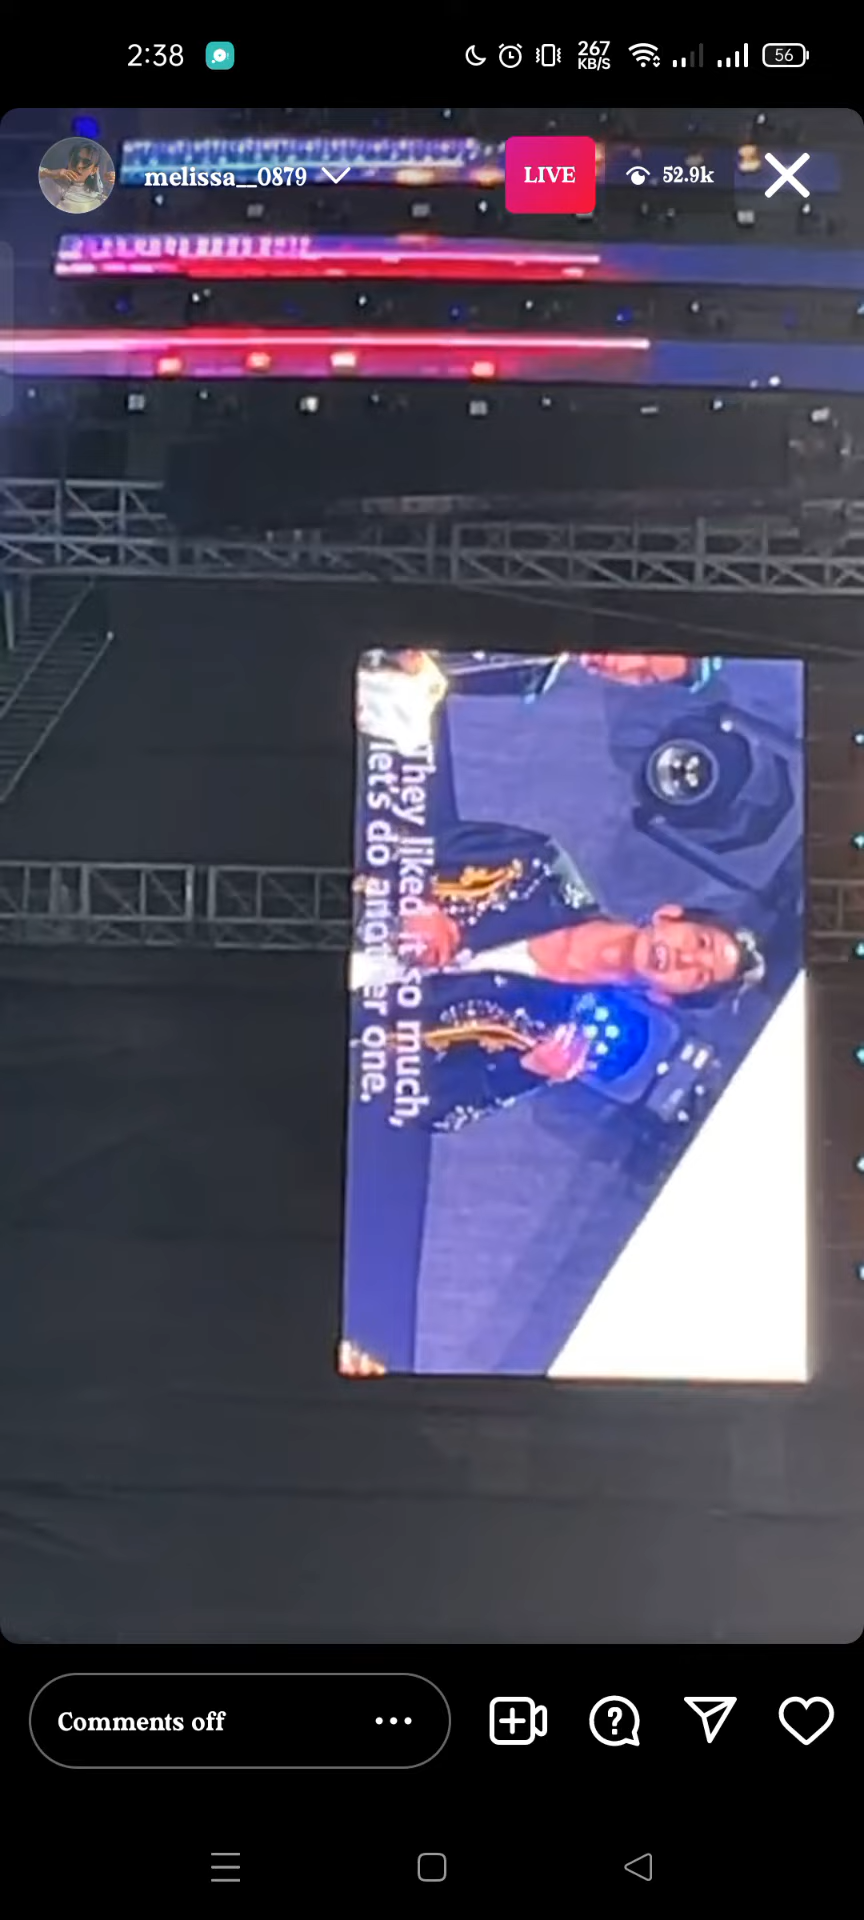 2:38
267
KB/S
56
melissa__0879
LIVE
52.9k
They liked it so much,
let's do another one.
Comments off